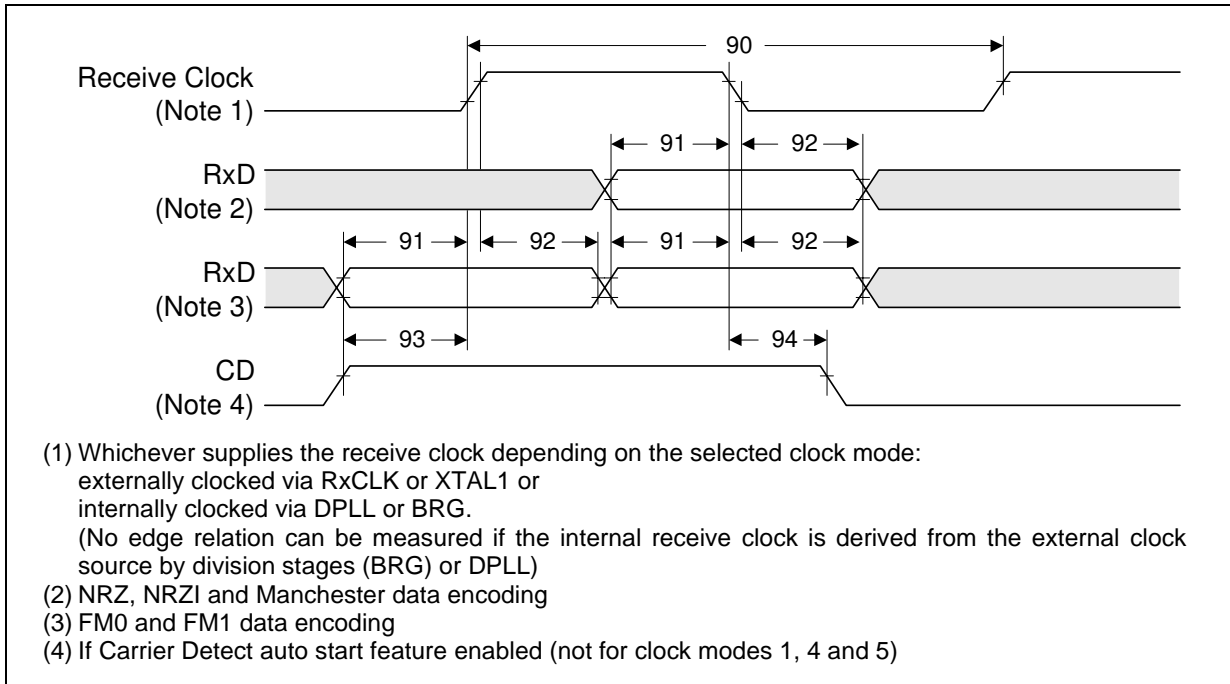 90
Receive Clock
(Note 1)
91 92
RxD
(Note 2)
91 92 91 92
RxD
(Note 3)
93 94
CD
(Note 4)
(1) Whichever supplies the receive clock depending on the selected clock mode:
externally clocked via RxCLK or XTAL1 or
internally clocked via DPLL or BRG.
(No edge relation can be measured if the internal receive clock is derived from the external clock
source by division stages (BRG) or DPLL)
(2) NRZ, NRZI and Manchester data encoding
(3) FM0 and FM1 data encoding
(4) If Carrier Detect auto start feature enabled (not for clock modes 1, 4 and 5)